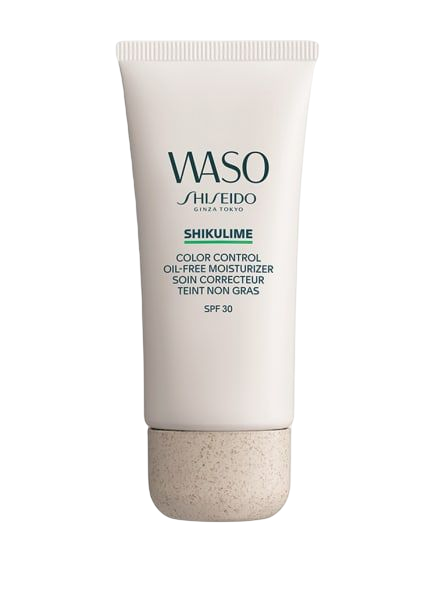 WASO
SHISEIDO
GINZA TOKYO
SHIKULIME
COLOR CONTROL
OIL-FREE MOISTURIZER
SOIN CORRECTEUR
TEINT NON GRAS
SPF 30